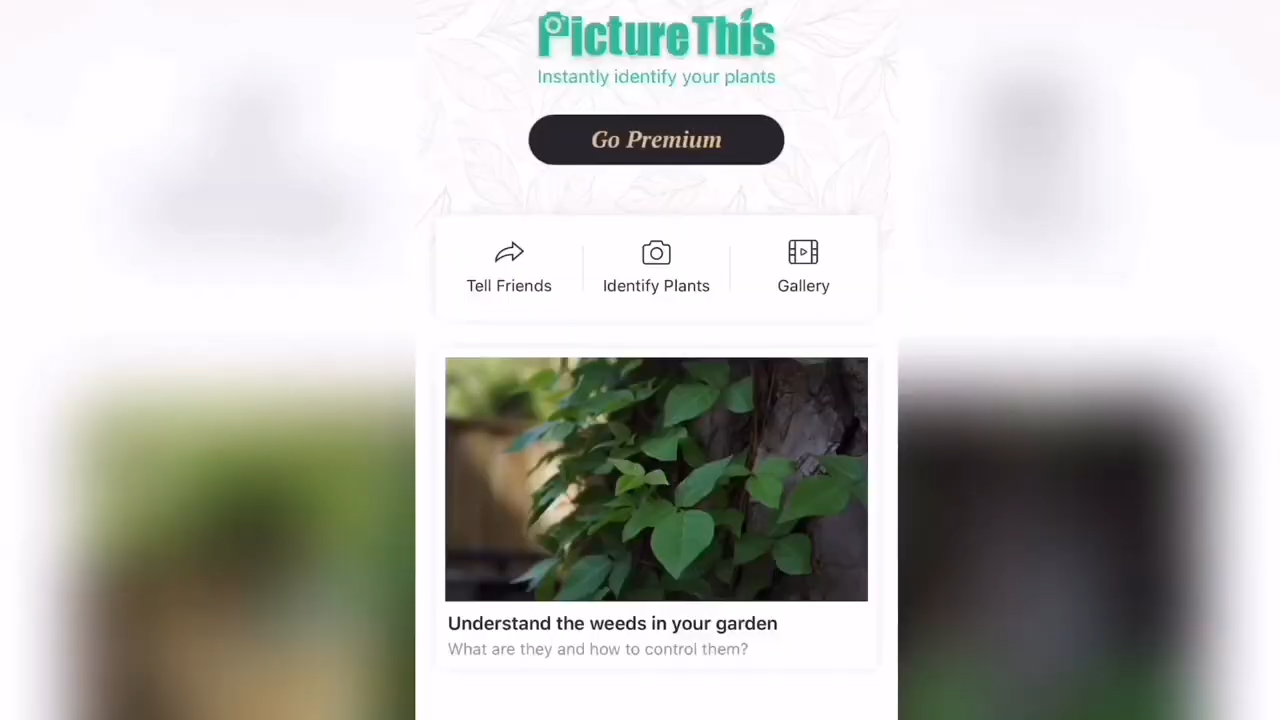 PictureThis
Instantly identify your plants
Go Premium
Tell Friends
Identify Plants
Gallery
Understand the weeds in your garden
What are they and how to control them?